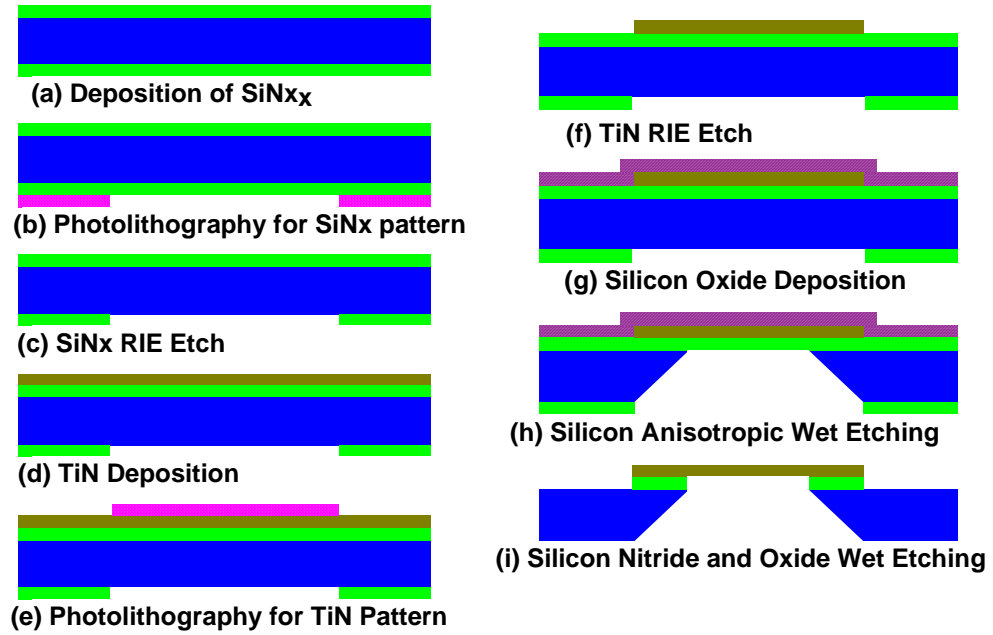 (a) Deposition of SiNxx
(b) Photolithography for SiNx pattern
(c) SiNx RIE Etch
(d) TiN Deposition
(e) Photolithography for TiN Pattern
(f) TiN RIE Etch
(g) Silicon Oxide Deposition
(h) Silicon Anisotropic Wet Etching
(i) Silicon Nitride and Oxide Wet Etching